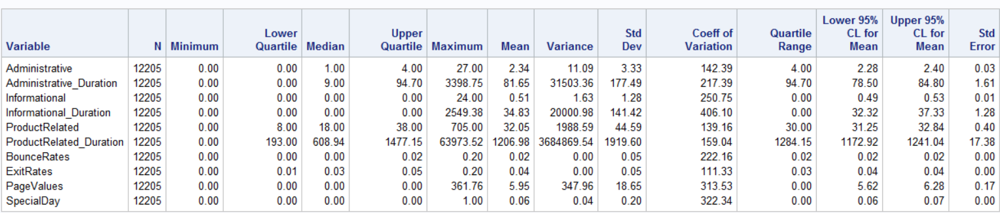 Variable N Minimum Lower Quartile Median Upper Quartile Maximum Mean Variance Std Dev Coeff of Variation Quartile Range Lower 95% CL for Mean Upper 95% CL for Mean Std Error
Administrative 12205 0.00 0.00 1.00 4.00 27.00 2.34 11.09 3.33 142.39 4.00 2.28 2.40 0.03
Administrative_Duration 12205 0.00 0.00 9.00 94.70 3398.75 81.65 31503.36 177.49 217.39 94.70 78.50 84.80 1.61
Informational 12205 0.00 0.00 0.00 0.00 24.00 0.51 1.63 1.28 250.75 0.00 0.49 0.53 0.01
Informational_Duration 12205 0.00 0.00 0.00 0.00 2549.38 34.83 20000.98 141.42 406.10 0.00 32.32 37.33 1.28
ProductRelated 12205 0.00 8.00 18.00 38.00 705.00 32.05 1988.59 44.59 139.16 30.00 31.25 32.84 0.40
ProductRelated_Duration 12205 0.00 193.00 608.94 1477.15 63973.52 1206.98 3684869.54 1919.60 159.04 1284.15 1172.92 1241.04 17.38
BounceRates 12205 0.00 0.00 0.00 0.02 0.20 0.02 0.00 0.05 222.16 0.02 0.02 0.02 0.00
ExitRates 12205 0.00 0.01 0.03 0.05 0.20 0.04 0.00 0.05 111.33 0.03 0.04 0.04 0.00
PageValues 12205 0.00 0.00 0.00 0.00 361.76 5.95 347.96 18.65 313.53 0.00 5.62 6.28 0.17
SpecialDay 12205 0.00 0.00 0.00 0.00 1.00 0.06 0.04 0.20 322.34 0.00 0.06 0.07 0.00